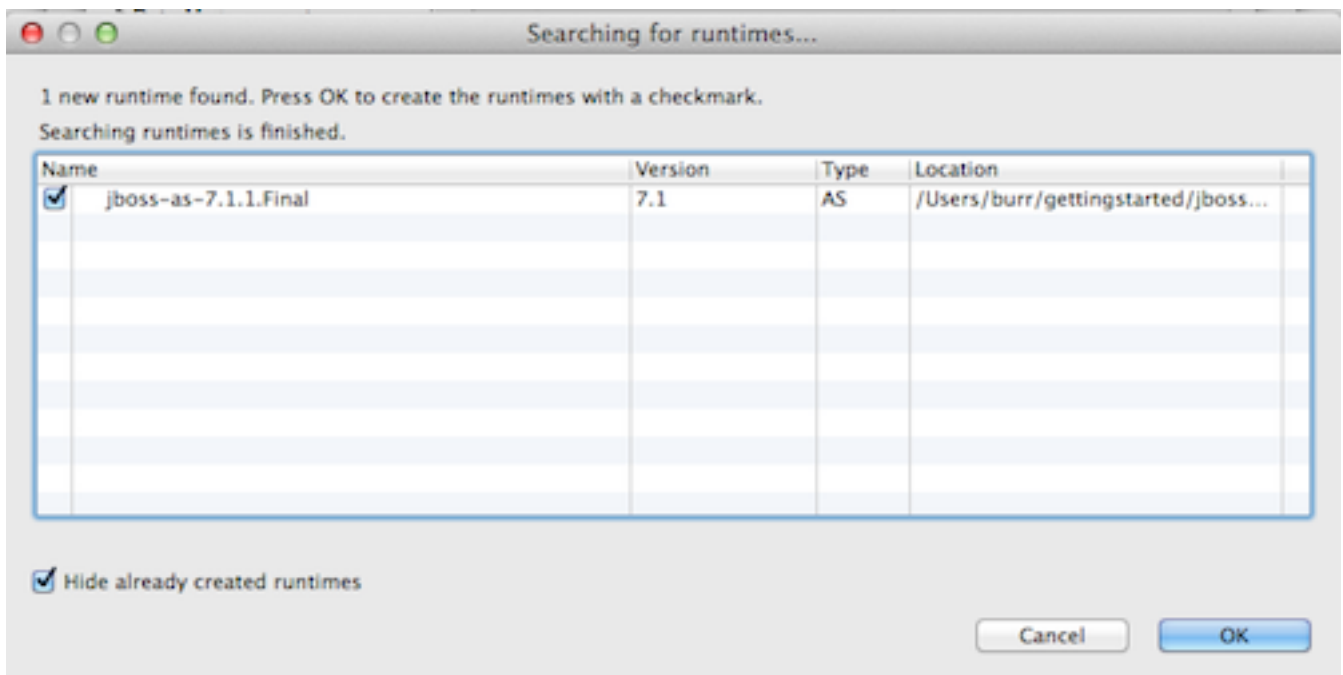 Searching for runtimes...
1 new runtime found. Press OK to create the runtimes with a checkmark.
Searching runtimes is finished.
Name Version Type Location
jboss-as-7.1.1.Final 7.1 AS /Users/burr/gettingstarted/jboss...
Hide already created runtimes
Cancel OK